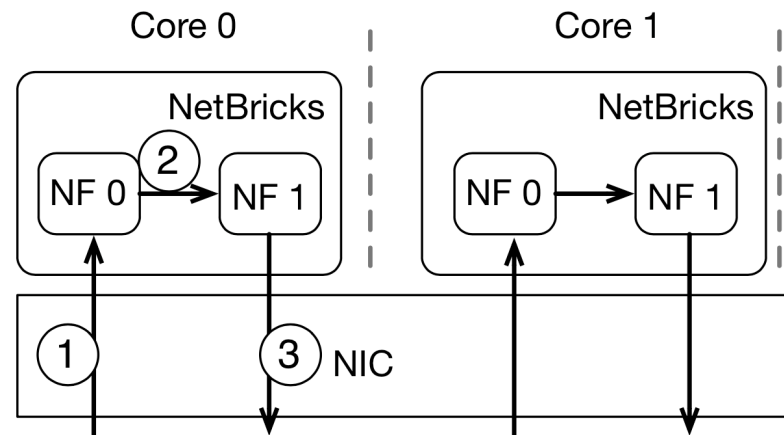 Core 0
Core 1
NetBricks
NetBricks
2
NF 0
NF 1
NF 0
NF 1
1
3
NIC